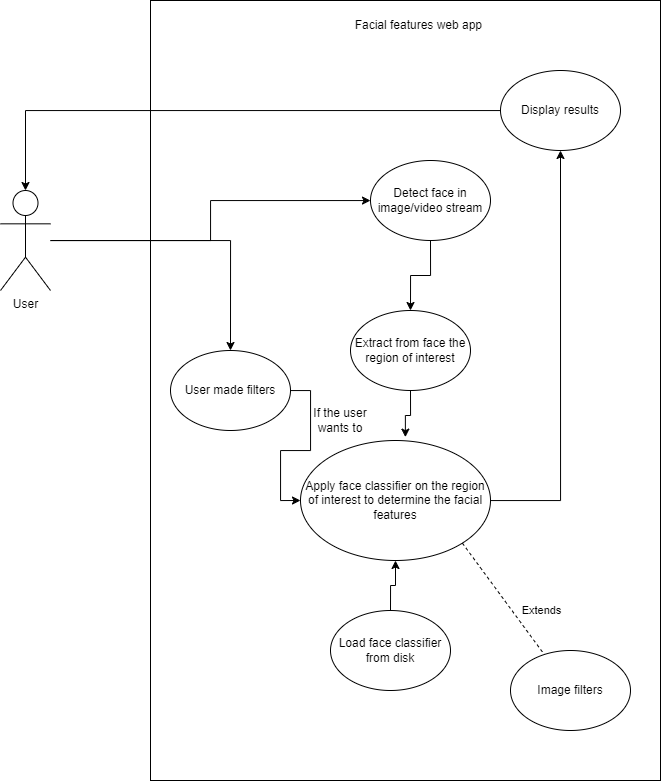 Facial features web app
Display results
Detect face in
image/video stream
User
Extract from face the
region of interest
User made filters
If the user
wants to
Apply face classifier on the region
of interest to determine the facial
features
Extends
Load face classifier
from disk
Image filters